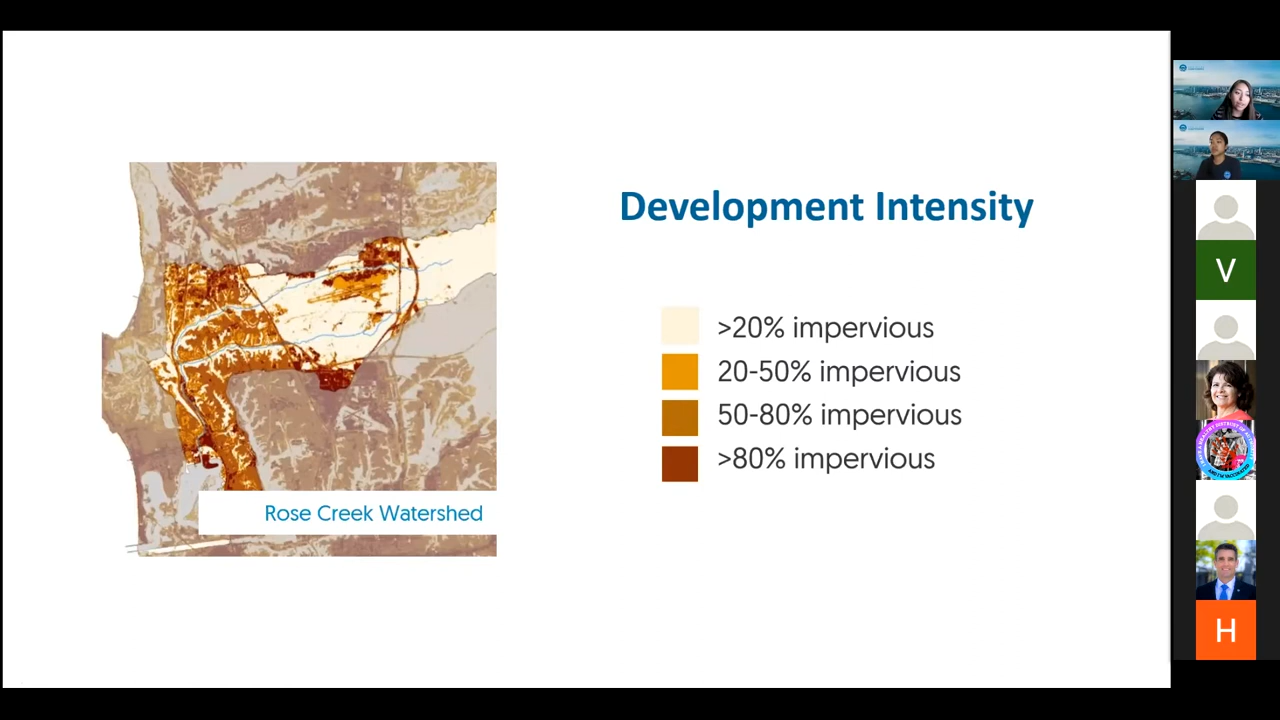 Development Intensity
>20% impervious
20-50% impervious
50-80% impervious
>80% impervious
Rose Creek Watershed
V
H